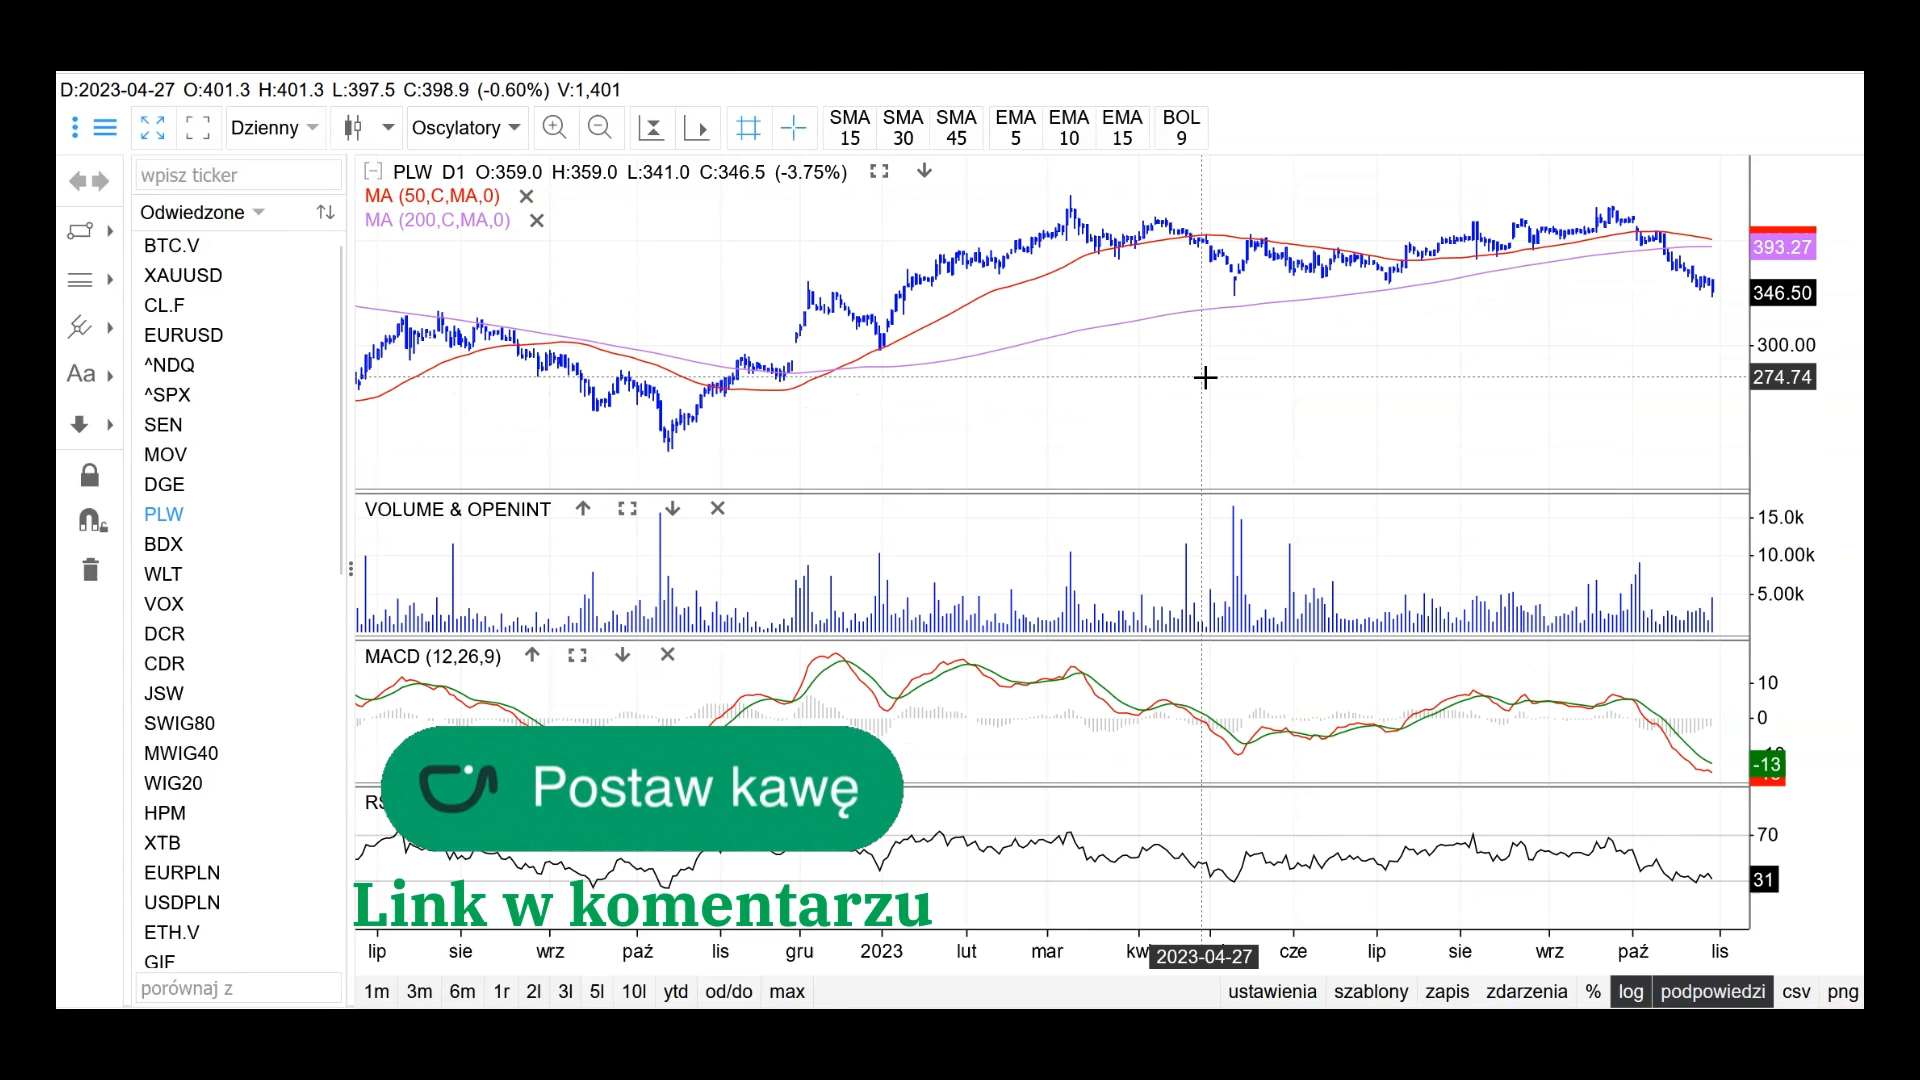 D:2023-04-27 O:401.3 H:401.3 L:397.5 C:398.9 (-0.60%) V:1,401
Dzienny Oscylatory SMA 15 SMA 30 SMA 45 EMA 5 EMA 10 EMA 15 BOL 9
wpisz ticker
Odwiedzone
BTC.V
XAUUSD
CL.F
EURUSD
^NDQ
^SPX
SEN
MOV
DGE
PLW
BDX
WLT
VOX
DCR
CDR
JSW
SWIG80
MWIG40
WIG20
HPM
XTB
EURPLN
USDPLN
ETH.V
GIF
porównaj z
Aa
PLW D1 O:359.0 H:359.0 L:341.0 C:346.5 (-3.75%)
MA (50,C,MA,0)
MA (200,C,MA,0)
393.27
346.50
300.00
274.74
VOLUME & OPENINT
15.0k
10.00k
5.00k
MACD (12,26,9)
10
0
-13
Postaw kawę
70
31
Link w komentarzu
lip sie wrz paź lis gru 2023 lut mar 2023-04-27 cze lip sie wrz paź lis
1m 3m 6m 1r 2l 3l 5l 10l ytd od/do max ustawienia szablony zapis zdarzenia % log podpowiedzi csv png